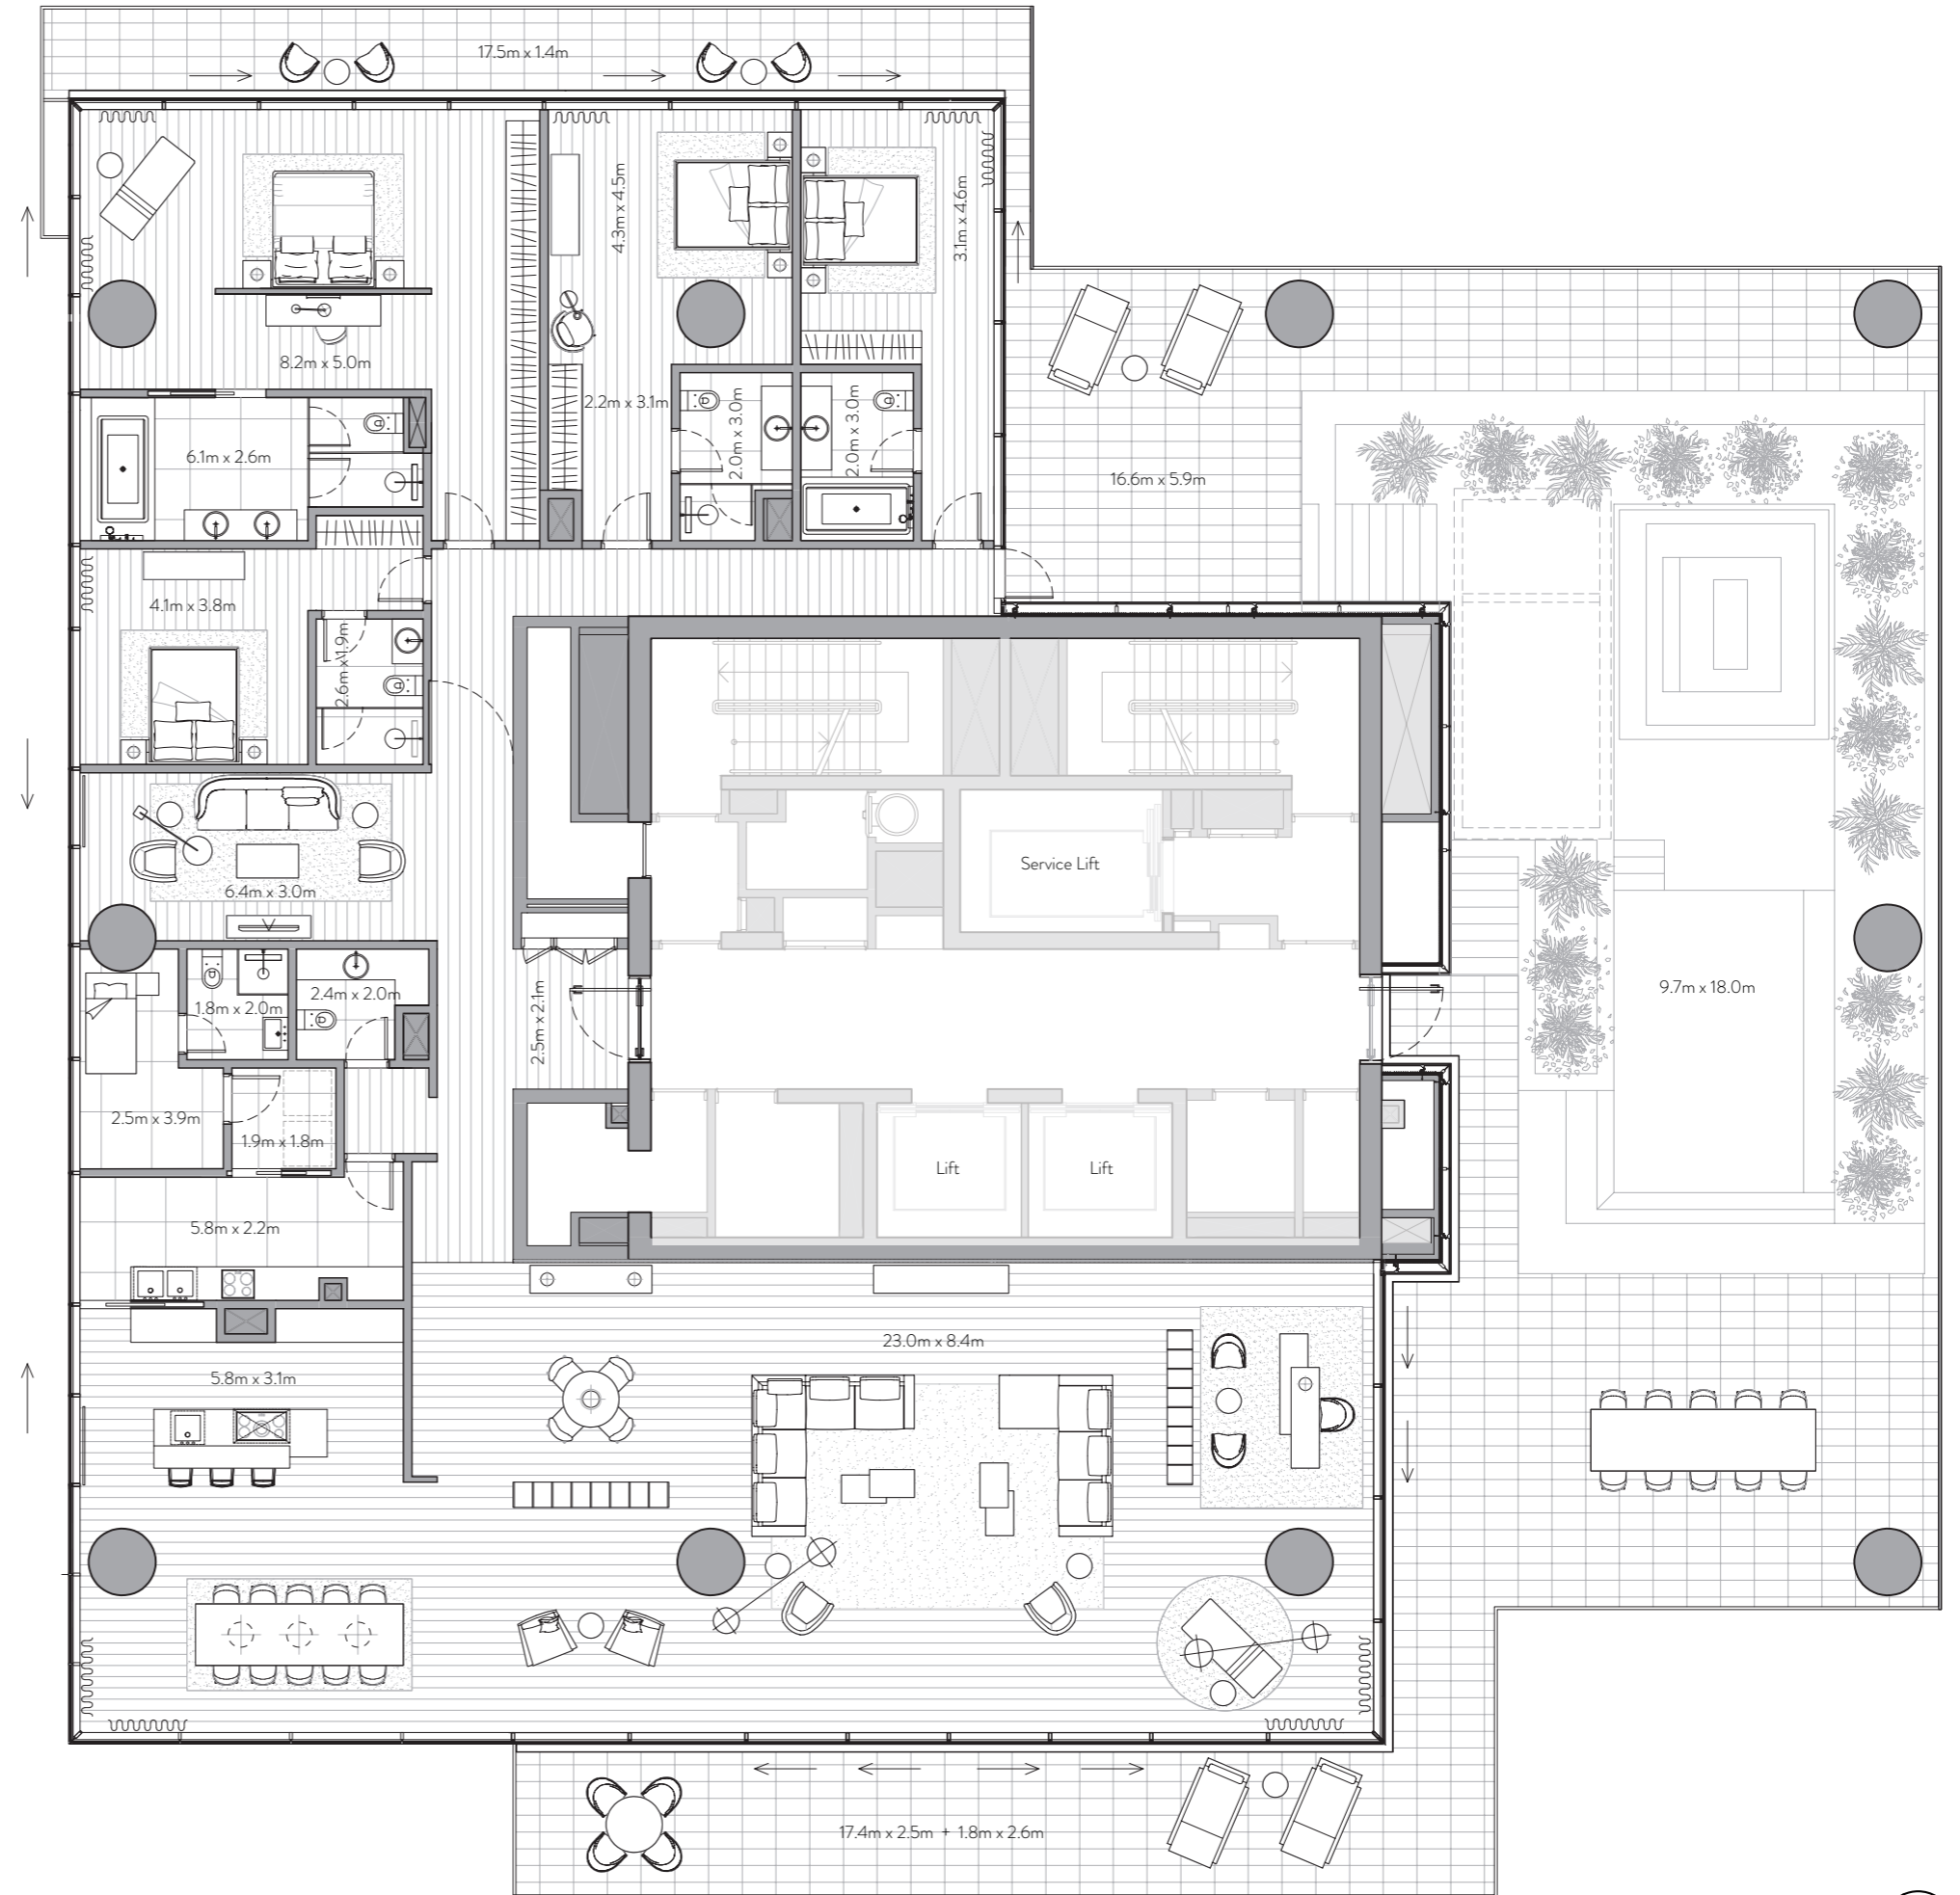 17.5m x 1.4m
4.3m x 4.5m
3.1m x 4.6m
8.2m x 5.0m
2.2m x 3.1m
2.0m x 3.0m
2.0m x 3.0m
6.1m x 2.6m
16.6m x 5.9m
4.1m x 3.8m
2.6m x 1.9m
Service Lift
6.4m x 3.0m
9.7m x 18.0m
2.4m x 2.0m
1.8m x 2.0m
2.5m x 2.1m
2.5m x 3.9m
1.9m x 1.8m
Lift
Lift
5.8m x 2.2m
23.0m x 8.4m
5.8m x 3.1m
17.4m x 2.5m + 1.8m x 2.6m